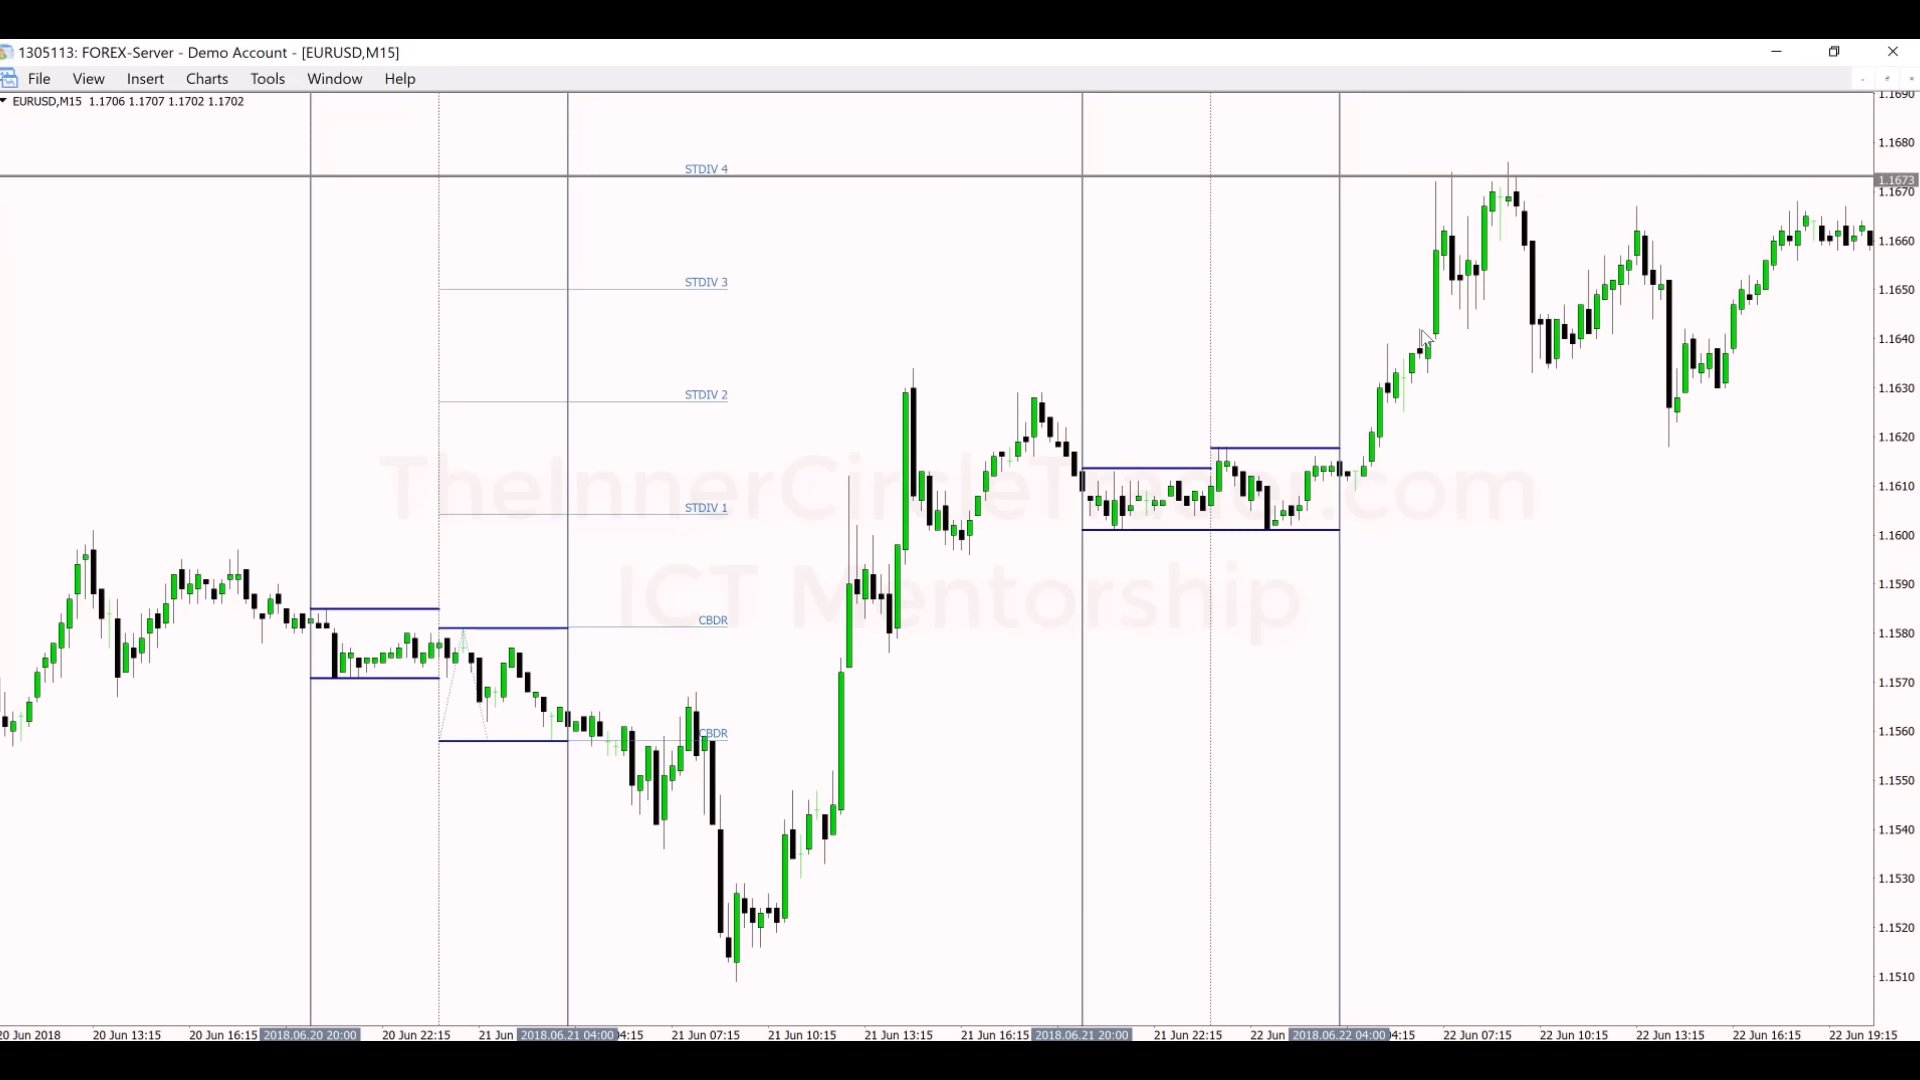 1305113: FOREX-Server - Demo Account - [EURUSD,M15]
File View Insert Charts Tools Window Help
EURUSD,M15 1.1706 1.1707 1.1702 1.1702
1.1690
1.1680
STDIV 4
1.1673
1.1670
1.1660
STDIV 3
1.1650
1.1640
STDIV 2
1.1630
1.1620
TheInnerCircleTrader.com
1.1610
STDIV 1
1.1600
ICT Mentorship
1.1590
CBDR
1.1580
1.1570
CBDR
1.1560
1.1550
1.1540
1.1530
1.1520
1.1510
20 Jun 2018 20 Jun 13:15 20 Jun 16:15 2018.06.20 20:00 20 Jun 22:15 21 Jun 2018.06.21 04:00 4:15 21 Jun 07:15 21 Jun 10:15 21 Jun 13:15 21 Jun 16:15 2018.06.21 20:00 21 Jun 22:15 22 Jun 2018.06.22 04:00 4:15 22 Jun 07:15 22 Jun 10:15 22 Jun 13:15 22 Jun 16:15 22 Jun 19:15